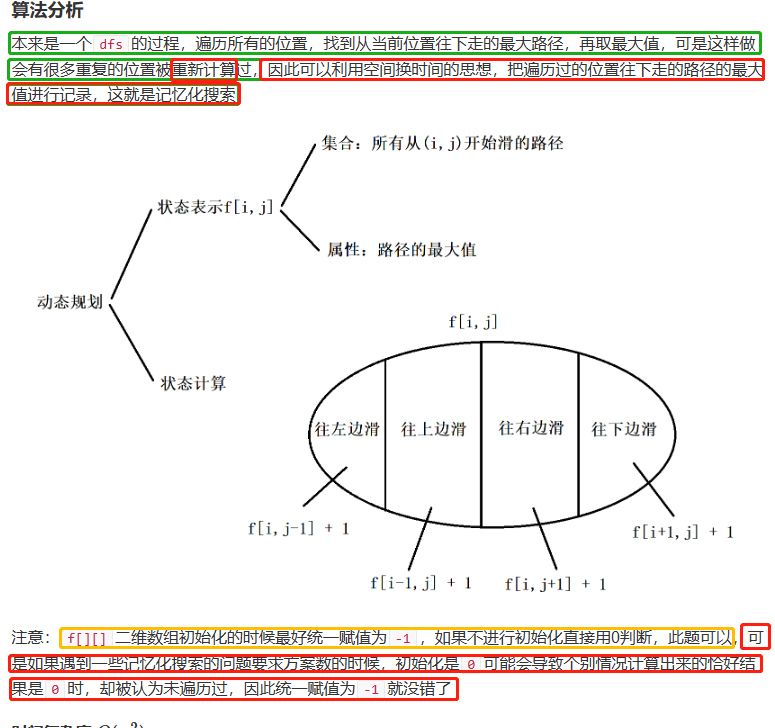 算法分析
本来是一个 dfs 的过程，遍历所有的位置，找到从当前位置往下走的最大路径，再取最大值，可是这样做
会有很多重复的位置被重新计算过，因此可以利用空间换时间的思想，把遍历过的位置往下走的路径的最大
值进行记录，这就是记忆化搜索
集合：所有从(i,j)开始滑的路径
状态表示f[i,j]
属性：路径的最大值
动态规划
f[i,j]
状态计算
往左边滑 往上边滑 往右边滑 往下边滑
f[i,j-1] + 1
f[i+1,j] + 1
f[i-1,j] + 1
f[i,j+1] + 1
注意： f[][] 二维数组初始化的时候最好统一赋值为 -1 ，如果不进行初始化直接用0判断，此题可以，可
是如果遇到一些记忆化搜索的问题要求方案数的时候，初始化是 0 可能会导致个别情况计算出来的恰好结
果是 0 时，却被认为未遍历过，因此统一赋值为 -1 就没错了